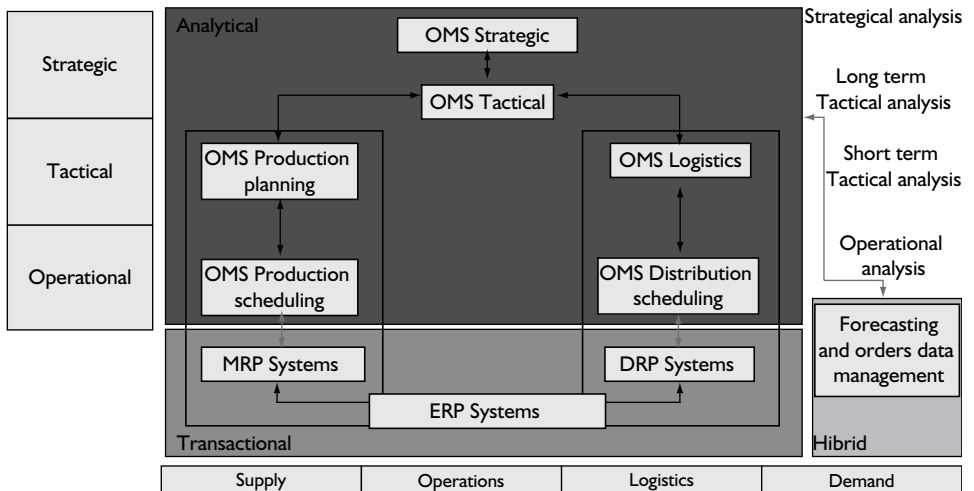 Analytical
OMS Strategic
Strategical analysis
Strategic
OMS Tactical
Long term
Tactical analysis
Tactical
OMS Production
planning
OMS Logistics
Short term
Tactical analysis
Operational
OMS Production
scheduling
OMS Distribution
scheduling
Operational
analysis
MRP Systems
DRP Systems
Forecasting
and orders data
management
ERP Systems
Transactional
Hibrid
Supply
Operations
Logistics
Demand